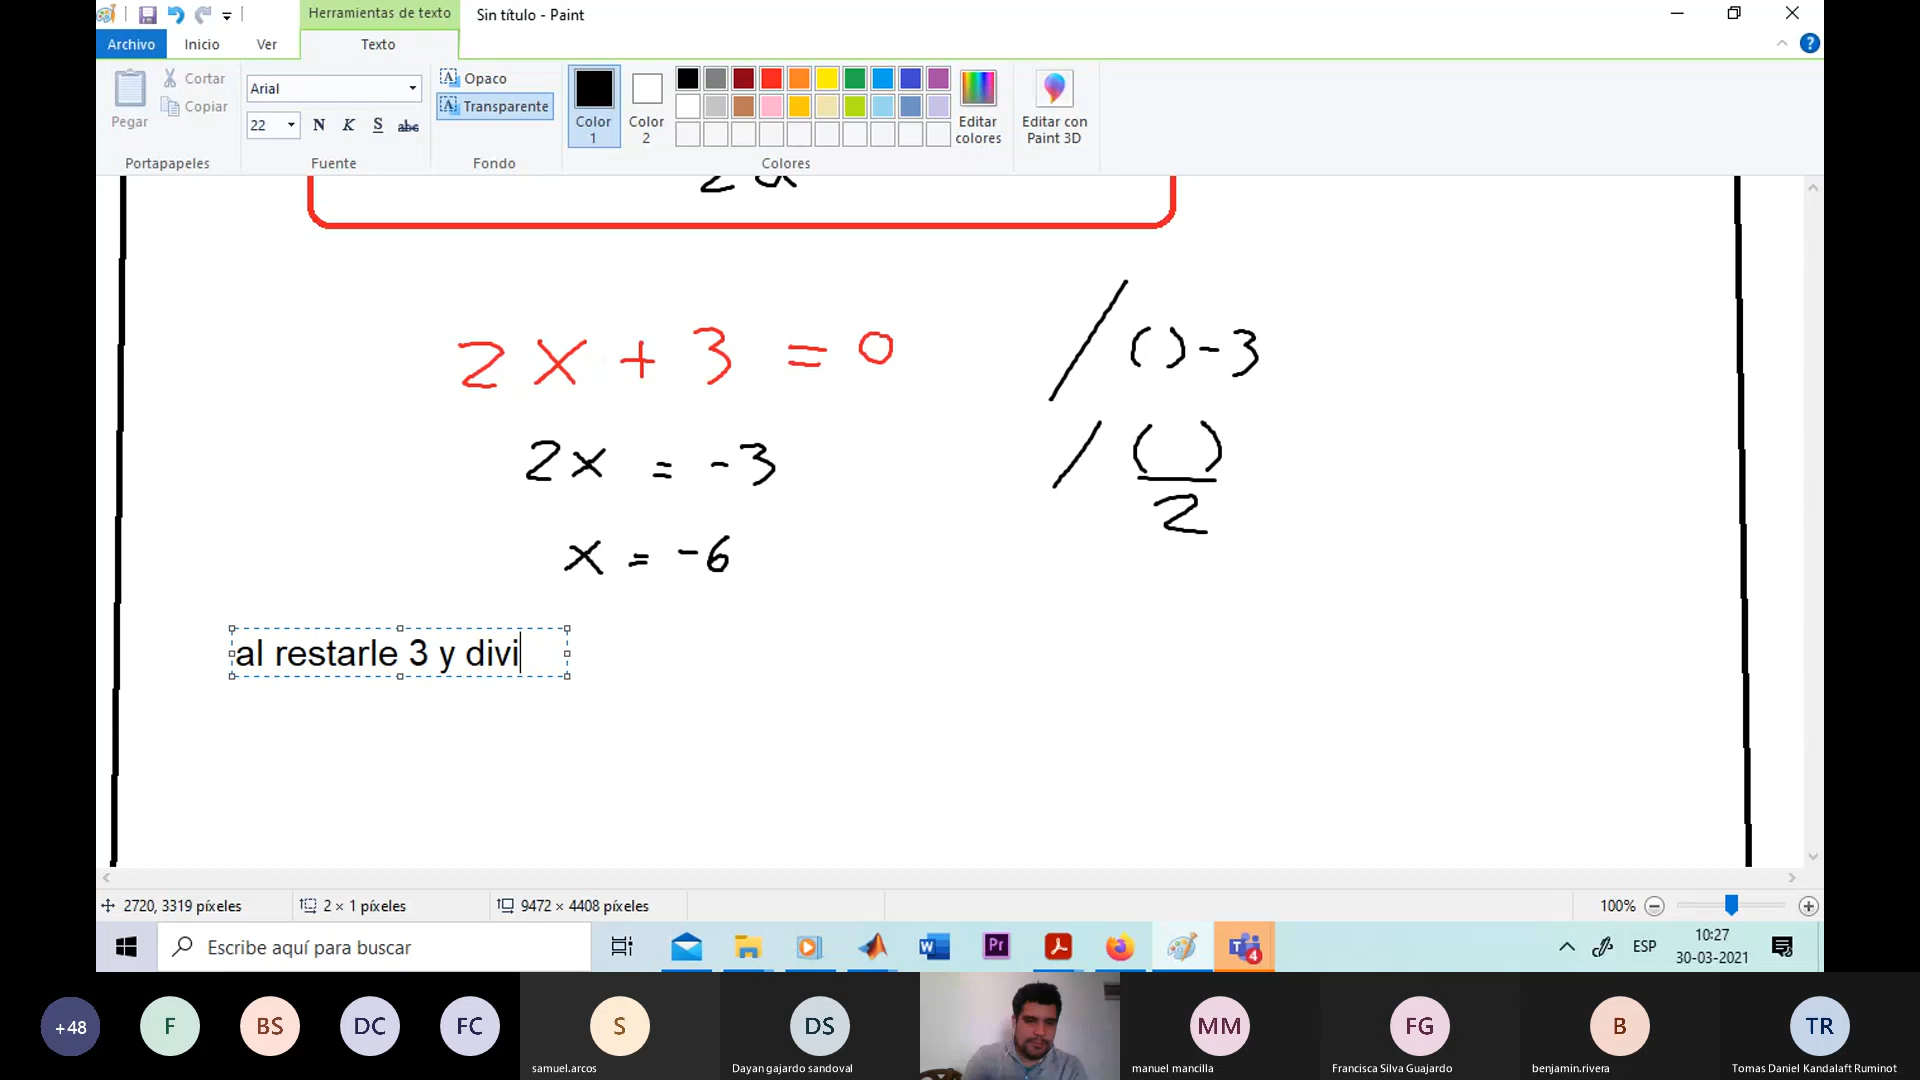 Herramientas de texto
Sin título - Paint
Archivo
Inicio
Ver
Texto
Pegar
Cortar
Copiar
Portapapeles
Arial
22
N K S abc
Fuente
Opaco
Transparente
Fondo
Color 1
Color 2
Colores
Editar colores
Editar con Paint 3D
2 a
2x + 3 = 0 / ( ) - 3
2x = -3 / ( )
2
x = -6
al restarle 3 y divi
2720, 3319 píxeles
2 × 1 píxeles
9472 × 4408 píxeles
100%
Escribe aquí para buscar
W
Pr
4
ESP
10:27
30-03-2021
+48
F
BS
DC
FC
S
samuel.arcos
DS
Dayan gajardo sandoval
MM
manuel mancilla
FG
Francisca Silva Guajardo
B
benjamin.rivera
TR
Tomas Daniel Kandalaft Ruminot